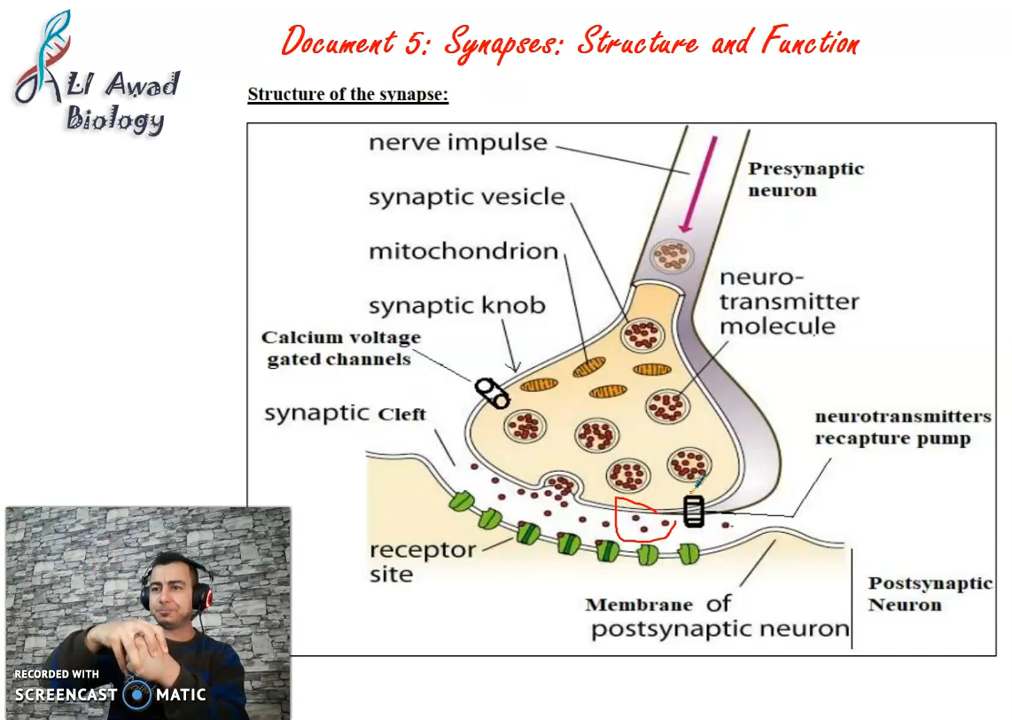 Document 5: Synapses: Structure and Function
ALI Awad
Biology
Structure of the synapse:
nerve impulse
Presynaptic
neuron
synaptic vesicle
mitochondrion
neuro-
transmitter
molecule
synaptic knob
Calcium voltage
gated channels
synaptic Cleft
neurotransmitters
recapture pump
receptor
site
Membrane of
postsynaptic neuron
Postsynaptic
Neuron
RECORDED WITH
SCREENCAST MATIC